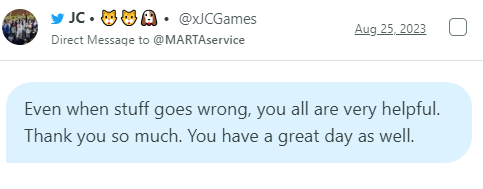 JC • 🐱🐱🐶 • @xJCGames
Direct Message to @MARTAservice
Aug 25, 2023
Even when stuff goes wrong, you all are very helpful.
Thank you so much. You have a great day as well.